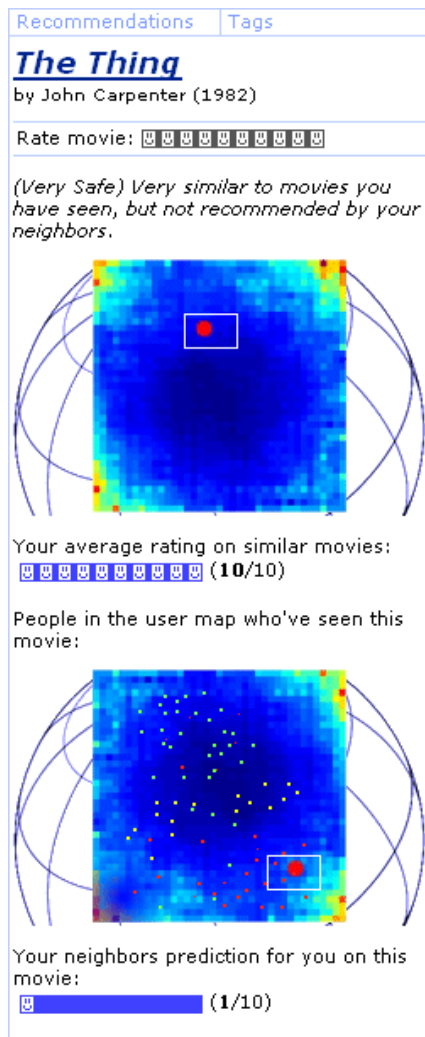 Recommendations Tags
The Thing
by John Carpenter (1982)
Rate movie:
(Very Safe) Very similar to movies you
have seen, but not recommended by your
neighbors.
Your average rating on similar movies:
(10/10)
People in the user map who've seen this
movie:
Your neighbors prediction for you on this
movie:
(1/10)